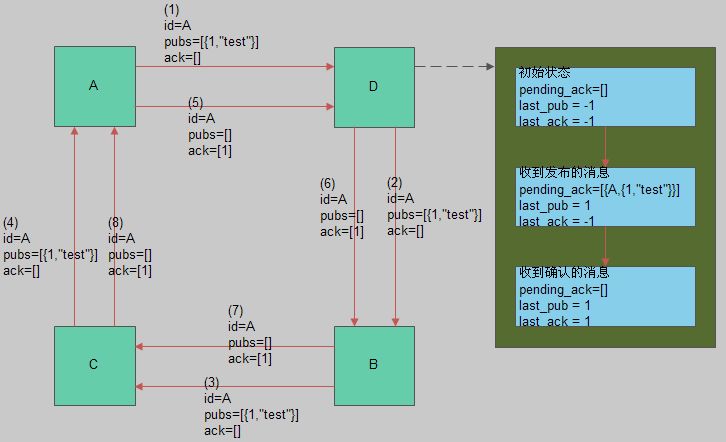 (1)
id=A
pubs=[{1,"test"}]
ack=[]
A
D
(5)
id=A
pubs=[]
ack=[1]
初始状态
pending_ack=[]
last_pub = -1
last_ack = -1
收到发布的消息
pending_ack=[{A,{1,"test"}}]
last_pub = 1
last_ack = -1
收到确认的消息
pending_ack=[]
last_pub = 1
last_ack = 1
(4)
id=A
pubs=[{1,"test"}]
ack=[]
(8)
id=A
pubs=[]
ack=[1]
(6)
id=A
pubs=[]
ack=[1]
(2)
id=A
pubs=[{1,"test"}]
ack=[]
(7)
id=A
pubs=[]
ack=[1]
C
B
(3)
id=A
pubs=[{1,"test"}]
ack=[]